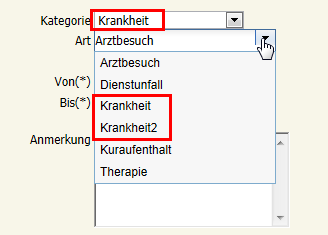 Kategorie Krankheit
Art Arztbesuch
Arztbesuch
Von(*) Dienstunfall
Bis(*) Krankheit
Krankheit2
Anmerkung Kuraufenthalt
Therapie